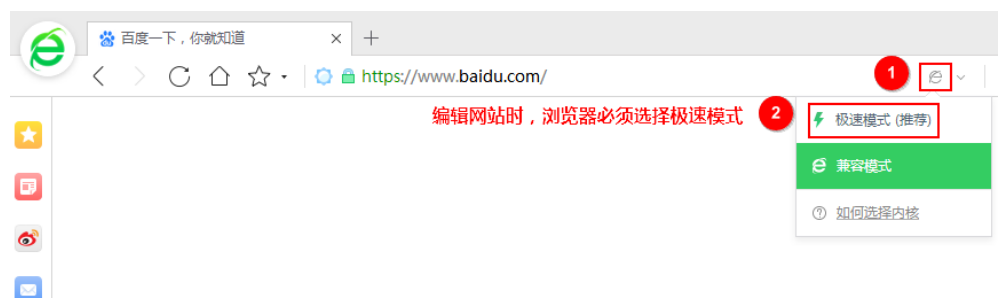 百度一下，你就知道
https://www.baidu.com/
1
编辑网站时，浏览器必须选择极速模式
2
极速模式 (推荐)
兼容模式
如何选择内核